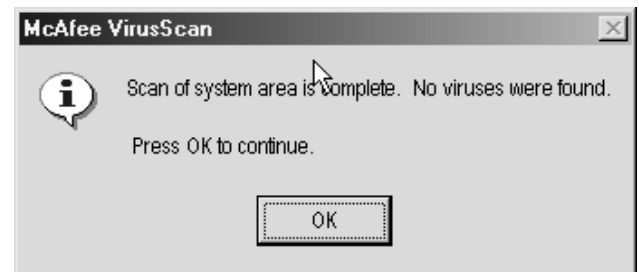 McAfee VirusScan
Scan of system area is complete. No viruses were found.
Press OK to continue.
OK